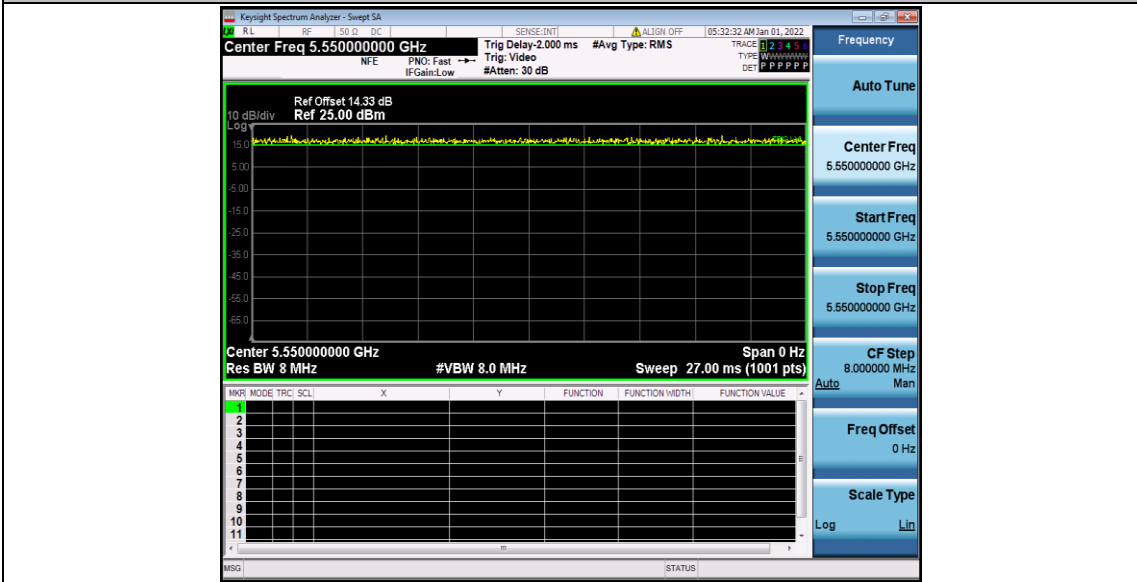 Keysight Spectrum Analyzer - Swept SA
RL RF 50 Ω DC SENSE:INT ALIGN OFF 05:32:32 AM Jan 01, 2022
Center Freq 5.550000000 GHz
NFE
PNO: Fast
IFGain:Low
Trig Delay-2.000 ms
Trig: Video
#Atten: 30 dB
#Avg Type: RMS
TRACE 1 2 3 4 5 6
TYPE
DET P P P P P P
Ref Offset 14.33 dB
10 dB/div Ref 25.00 dBm
Log
15.0
5.00
-5.00
-15.0
-25.0
-35.0
-45.0
-55.0
-65.0
Center 5.550000000 GHz Span 0 Hz
Res BW 8 MHz #VBW 8.0 MHz Sweep 27.00 ms (1001 pts)
MKR MODE TRC SCL X Y FUNCTION FUNCTION WIDTH FUNCTION VALUE
1
2
3
4
5
6
7
8
9
10
11
MSG STATUS
Frequency
Auto Tune
Center Freq
5.550000000 GHz
Start Freq
5.550000000 GHz
Stop Freq
5.550000000 GHz
CF Step
8.000000 MHz
Auto Man
Freq Offset
0 Hz
Scale Type
Log Lin